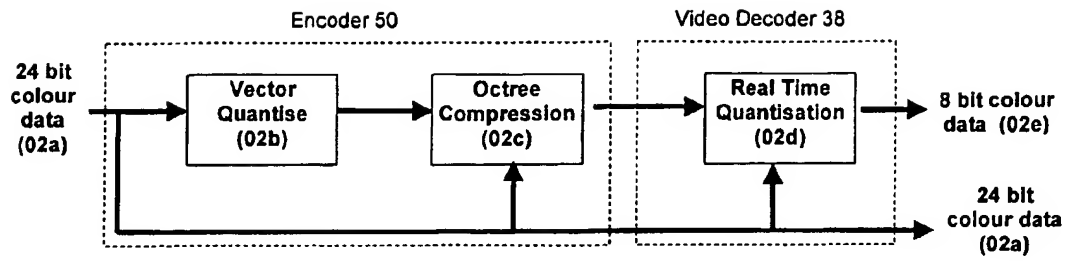 Encoder 50
Video Decoder 38
24 bit
colour
data
(02a)
Vector
Quantise
(02b)
Octree
Compression
(02c)
Real Time
Quantisation
(02d)
8 bit colour
data (02e)
24 bit
colour data
(02a)